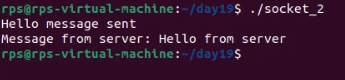 rps@rps-virtual-machine:~/day19$ ./socket_2
Hello message sent
Message from server: Hello from server
rps@rps-virtual-machine:~/day19$